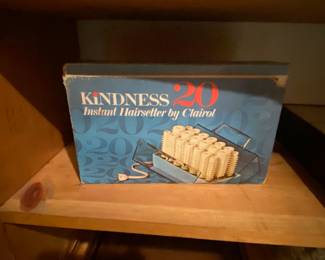 KiNDNESS 20
Instant Hairsetter by Clairol